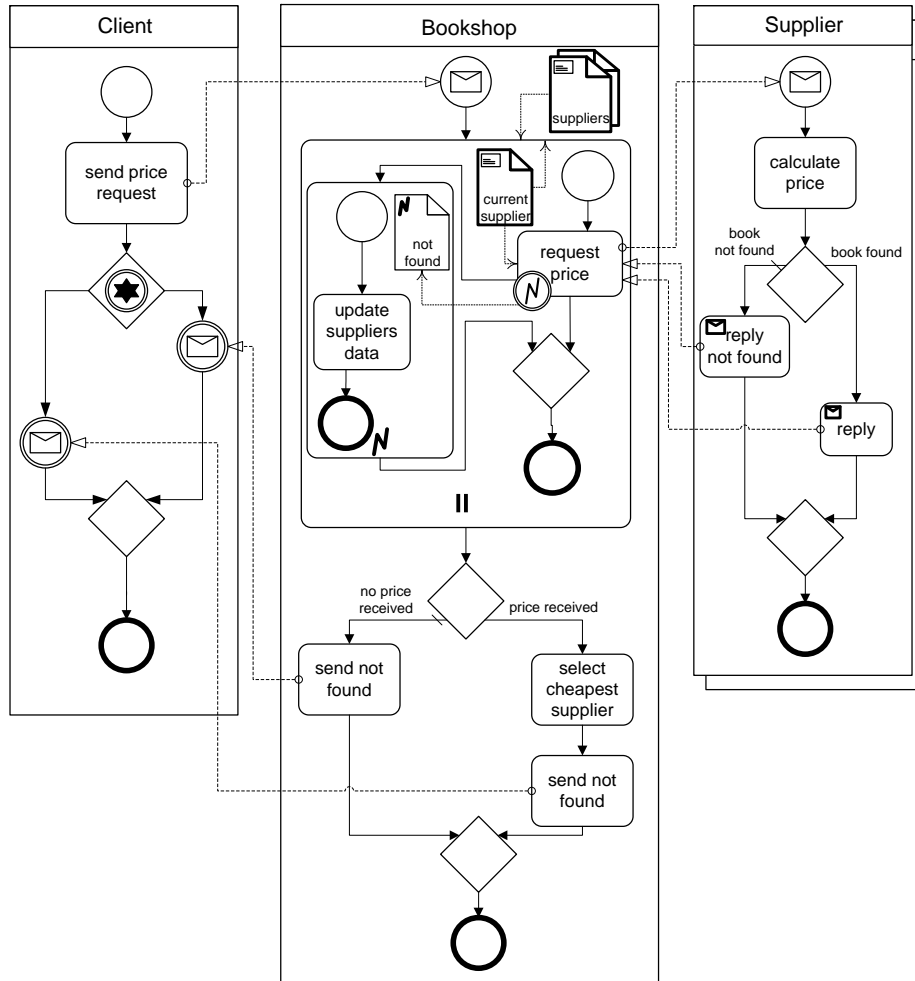 Client
Bookshop
Supplier
suppliers
send price
request
calculate
price
current
supplier
not
found
request
price
book
not found
book found
update
suppliers
data
reply
not found
reply
no price
received
price received
send not
found
select
cheapest
supplier
send not
found